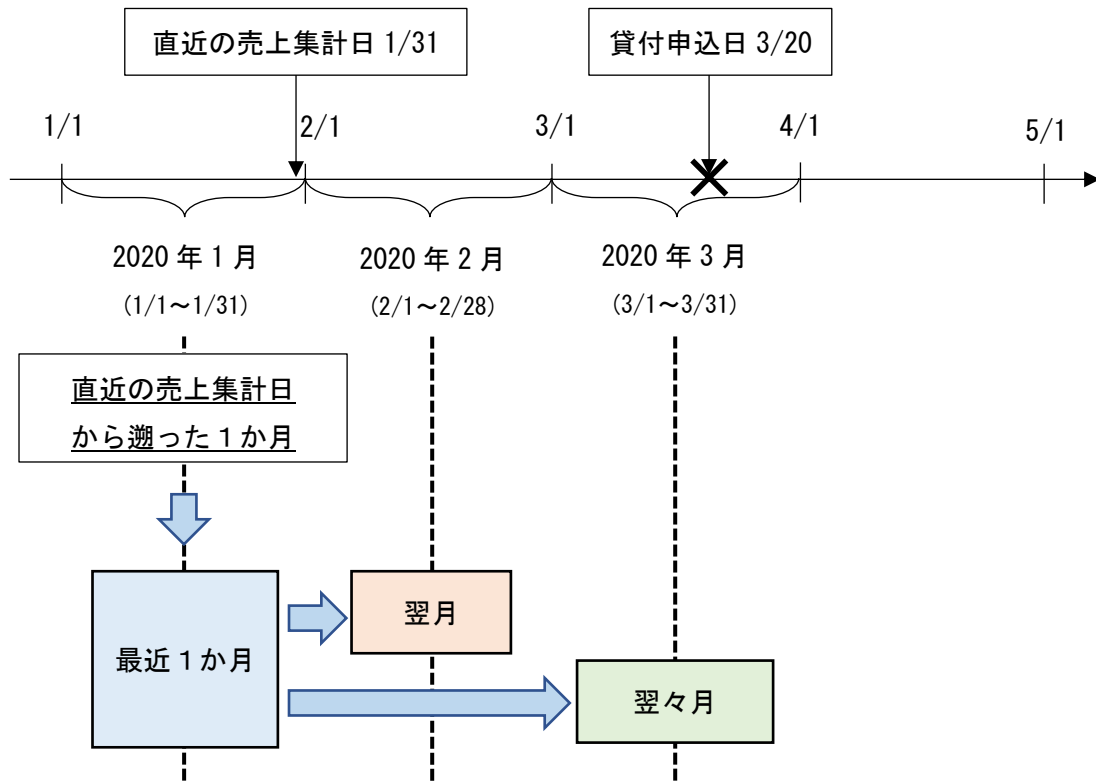 直近の売上集計日 1/31
貸付申込日 3/20
1/1
2/1
3/1
4/1
5/1
2020 年 1 月
(1/1～1/31)
2020 年 2 月
(2/1～2/28)
2020 年 3 月
(3/1～3/31)
直近の売上集計日
から遡った１か月
最近１か月
翌月
翌々月